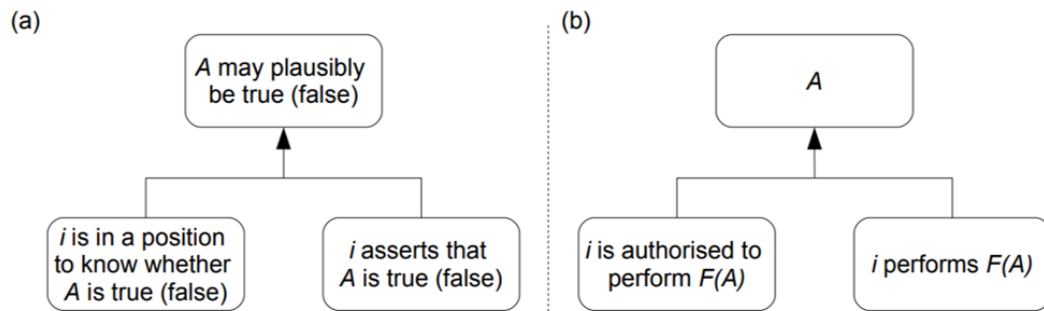 (a)
A may plausibly
be true (false)
i is in a position
to know whether
A is true (false)
i asserts that
A is true (false)
(b)
A
i is authorised to
perform F(A)
i performs F(A)